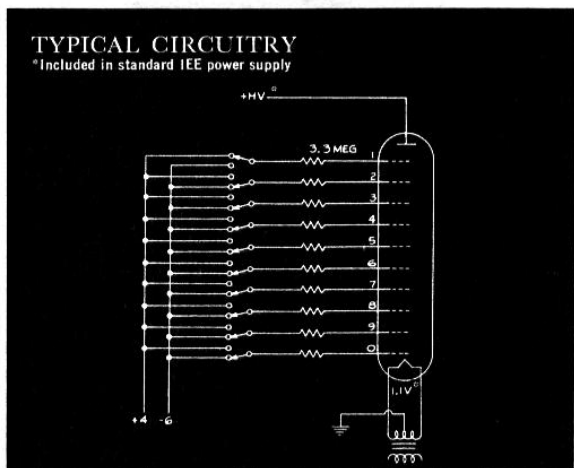 TYPICAL CIRCUITRY
*Included in standard IEE power supply
+HV *
3.3 MEG
1
2
3
4
5
6
7
8
9
0
1.1V*
+4 -6